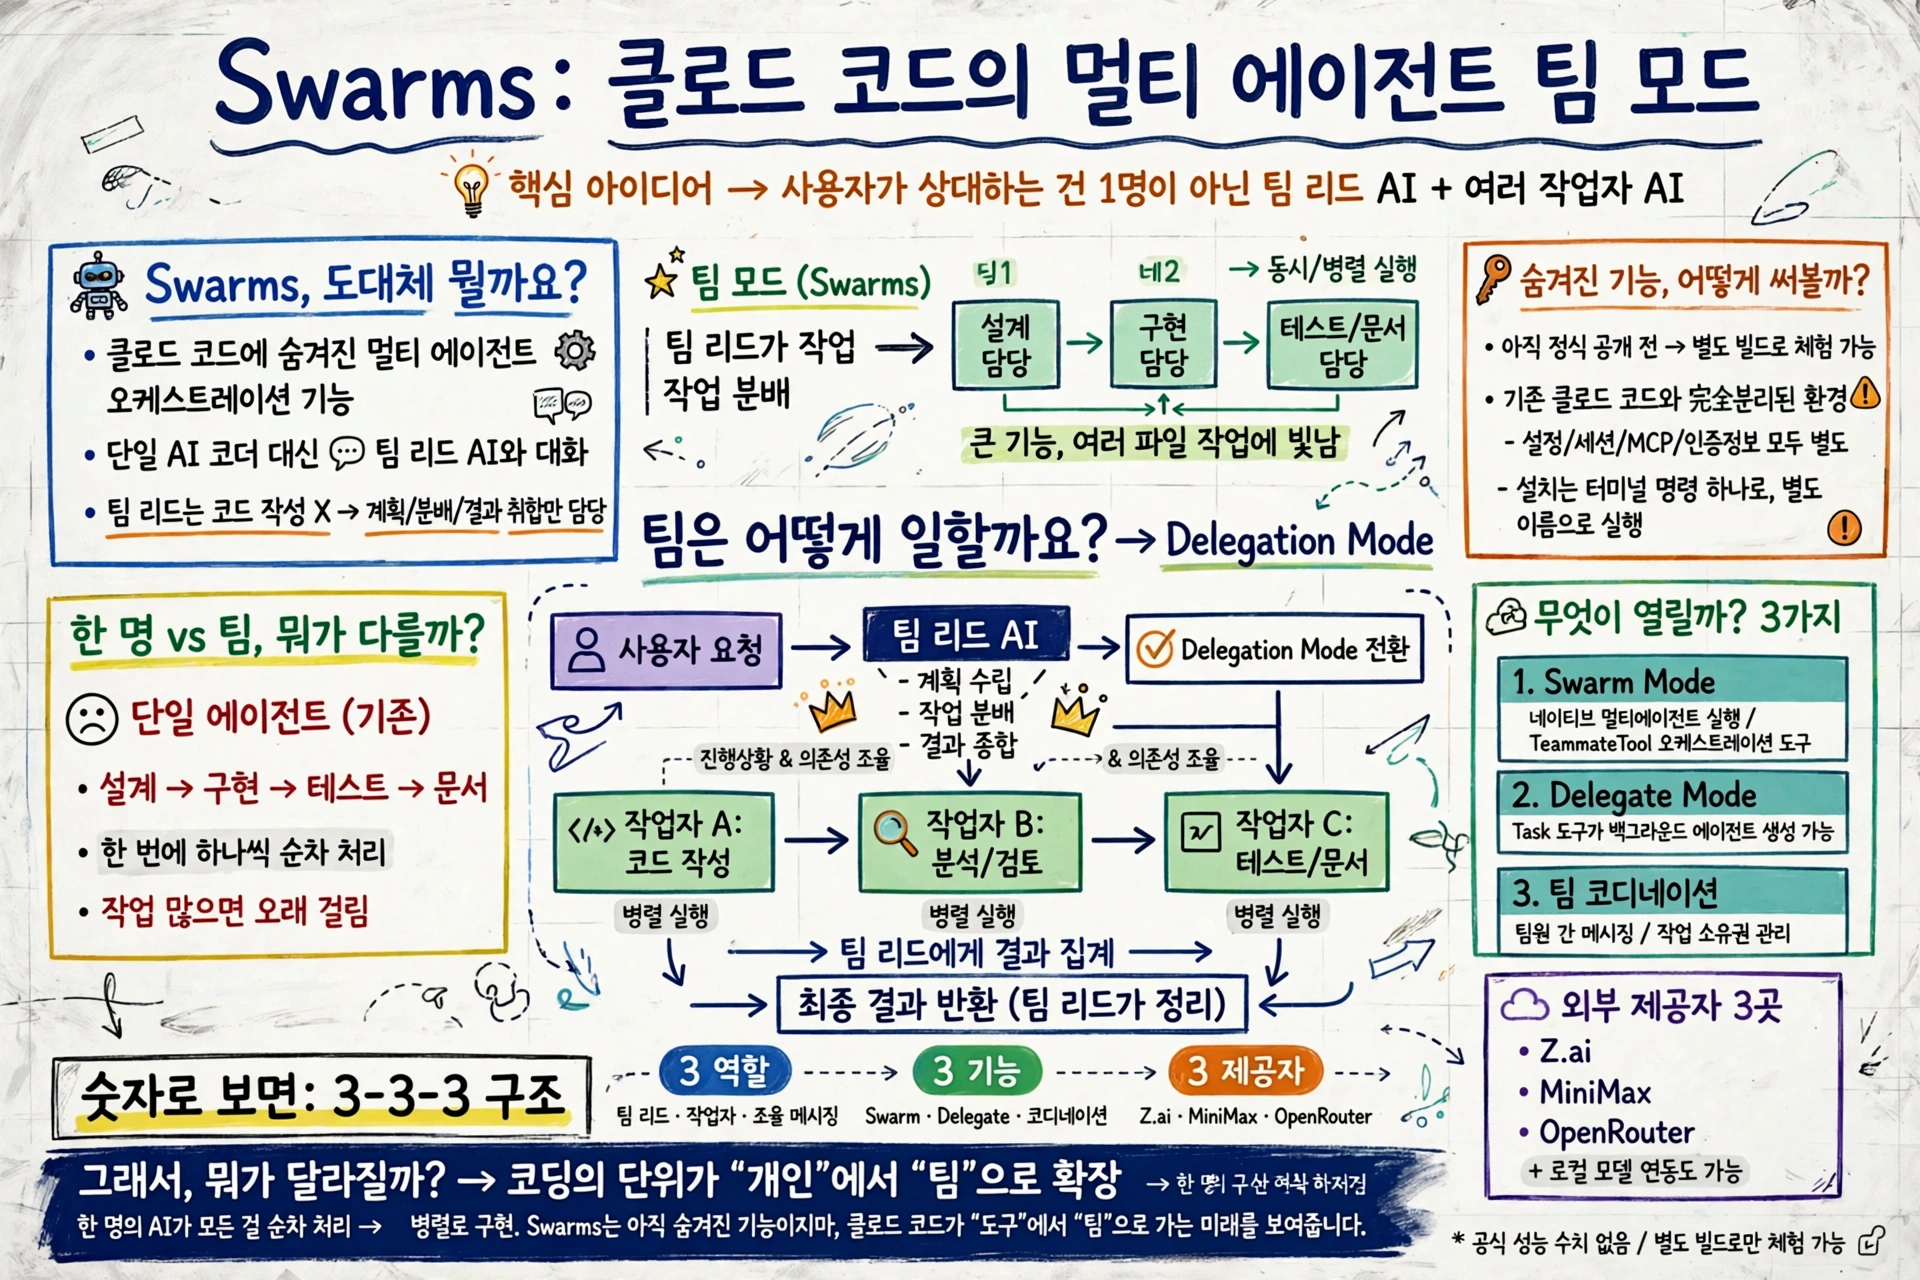 Swarms: 클로드 코드의 멀티 에이전트 팀 모드
핵심 아이디어 → 사용자가 상대하는 건 1명이 아닌 팀 리드 AI + 여러 작업자 AI
Swarms, 도대체 뭘까요?
• 클로드 코드에 숨겨진 멀티 에이전트
오케스트레이션 기능
• 단일 AI 코더 대신 팀 리드 AI와 대화
• 팀 리드는 코드 작성 X → 계획/분배/결과 취합만 담당
팀 모드 (Swarms)
팀 리드가 작업
작업 분배
→ 동시/병렬 실행
설계
담당
구현
담당
테스트/문서
담당
큰 기능, 여러 파일 작업에 빛남
숨겨진 기능, 어떻게 써볼까?
• 아직 정식 공개 전 → 별도 빌드로 체험 가능
• 기존 클로드 코드와 完全分리된 환경
- 설정/세션/MCP/인증정보 모두 별도
- 설치는 터미널 명령 하나로, 별도
이름으로 실행
한 명 vs 팀, 뭐가 다를까?
단일 에이전트 (기존)
• 설계 → 구현 → 테스트 → 문서
• 한 번에 하나씩 순차 처리
• 작업 많으면 오래 걸림
팀은 어떻게 일할까요? → Delegation Mode
사용자 요청
팀 리드 AI
- 계획 수립
- 작업 분배
- 결과 종합
Delegation Mode 전환
진행상황 & 의존성 조율
& 의존성 조율
</*> 작업자 A:
코드 작성
작업자 B:
분석/검토
작업자 C:
테스트/문서
병렬 실행
병렬 실행
병렬 실행
팀 리드에게 결과 집계
최종 결과 반환 (팀 리드가 정리)
무엇이 열릴까? 3가지
1. Swarm Mode
네이티브 멀티에이전트 실행 /
TeammateTool 오케스트레이션 도구
2. Delegate Mode
Task 도구가 백그라운드 에이전트 생성 가능
3. 팀 코디네이션
팀원 간 메시징 / 작업 소유권 관리
외부 제공자 3곳
• Z.ai
• MiniMax
• OpenRouter
+ 로컬 모델 연동도 가능
숫자로 보면: 3-3-3 구조
3 역할
팀 리드 · 작업자 · 조율 메시징
3 기능
Swarm · Delegate · 코디네이션
3 제공자
Z.ai · MiniMax · OpenRouter
그래서, 뭐가 달라질까? → 코딩의 단위가 “개인”에서 “팀”으로 확장
한 명의 AI가 모든 걸 순차 처리 → 병렬로 구현. Swarms는 아직 숨겨진 기능이지마, 클로드 코드가 “도구”에서 “팀”으로 가는 미래를 보여줍니다.
* 공식 성능 수치 없음 / 별도 빌드로만 체험 가능